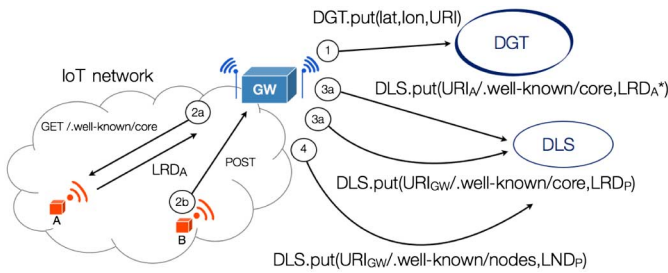 DGT.put(lat,lon,URI)
1
DGT
IoT network
GW
3a
DLS.put(URIA/.well-known/core,LRDA*)
2a
GET /.well-known/core
3a
DLS
LRDA
POST
4
DLS.put(URIGW/.well-known/core,LRDP)
2b
A
B
DLS.put(URIGW/.well-known/nodes,LNDP)